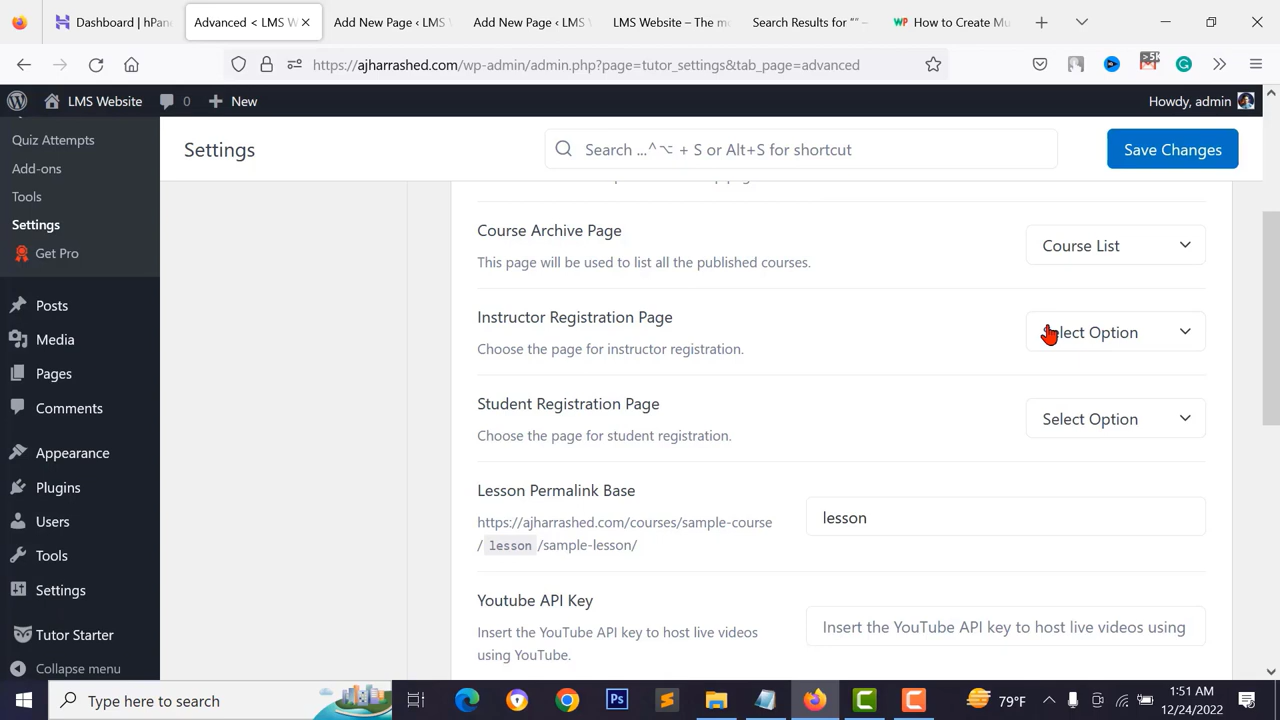 Dashboard | hPan
Advanced < LMS W
Add New Page < LMS
Add New Page < LMS
LMS Website – The mo
Search Results for “” –
WP How to Create Mu
https://ajharrashed.com/wp-admin/admin.php?page=tutor_settings&tab_page=advanced
>5K
LMS Website 0 New
Howdy, admin
Quiz Attempts
Add-ons
Tools
Settings
Get Pro
Posts
Media
Pages
Comments
Appearance
Plugins
Users
Tools
Settings
Tutor Starter
Collapse menu
Settings
Search ...^⌥ + S or Alt+S for shortcut
Save Changes
Course Archive Page
This page will be used to list all the published courses.
Course List
Instructor Registration Page
Choose the page for instructor registration.
Select Option
Student Registration Page
Choose the page for student registration.
Select Option
Lesson Permalink Base
https://ajharrashed.com/courses/sample-course
/ lesson /sample-lesson/
lesson
Youtube API Key
Insert the YouTube API key to host live videos
using YouTube.
Insert the YouTube API key to host live videos using
Type here to search
Ps
79°F
1:51 AM
12/24/2022